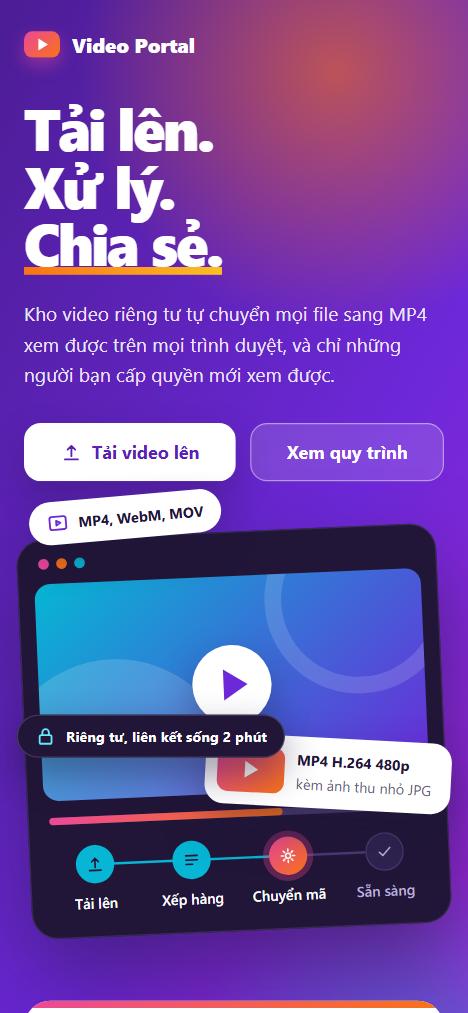 Video Portal
Tải lên.
Xử lý.
Chia sẻ.
Kho video riêng tư tự chuyển mọi file sang MP4
xem được trên mọi trình duyệt, và chỉ những
người bạn cấp quyền mới xem được.
Tải video lên
Xem quy trình
MP4, WebM, MOV
Riêng tư, liên kết sống 2 phút
MP4 H.264 480p
kèm ảnh thu nhỏ JPG
Tải lên
Xếp hàng
Chuyển mã
Sẵn sàng